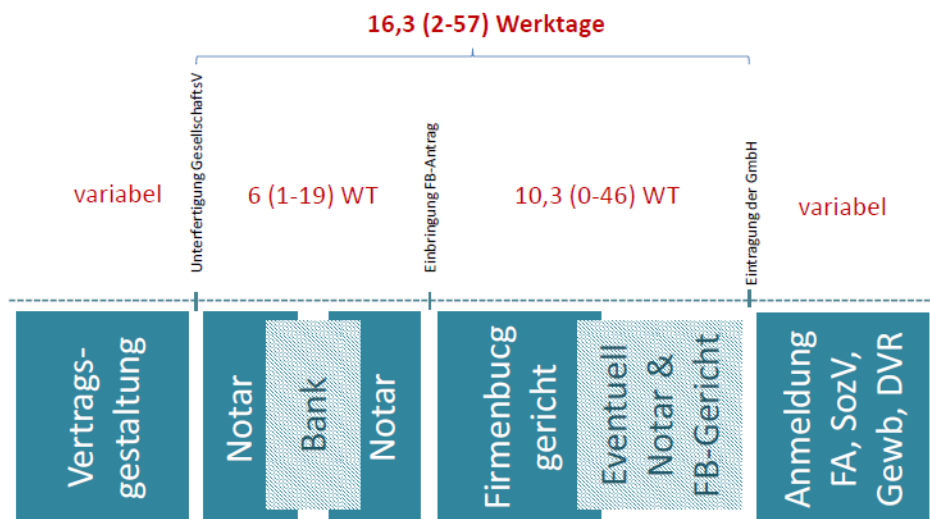 16,3 (2-57) Werktage
Unterfertigung GesellschaftsV
Einbringung FB-Antrag
Eintragung der GmbH
variabel
6 (1-19) WT
10,3 (0-46) WT
variabel
Vertrags-
gestaltung
Notar
Bank
Notar
Firmenbucg
gericht
Eventuell
Notar &
FB-Gericht
Anmeldung
FA, SozV,
Gewb, DVR